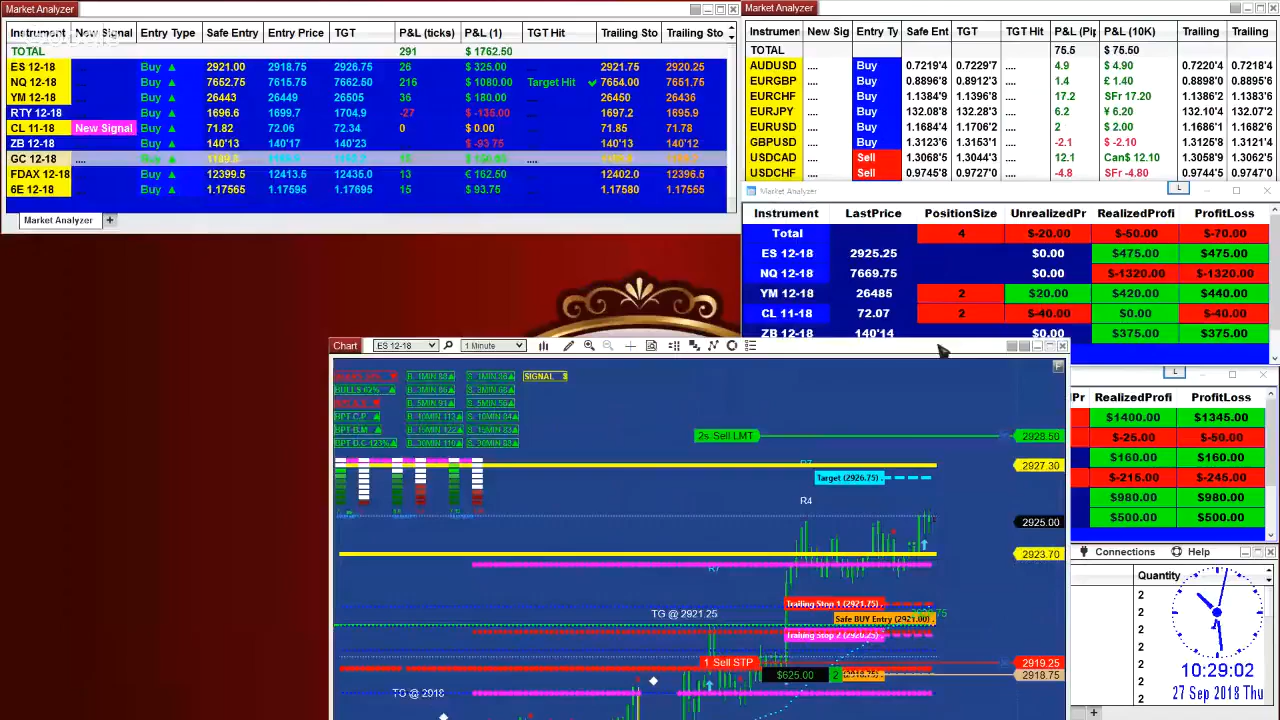 Market Analyzer
Instrument New Signal Entry Type Safe Entry Entry Price TGT P&L (ticks) P&L (1) TGT Hit Trailing Sto Trailing Sto
TOTAL 291 $ 1762.50
ES 12-18 Buy ▲ 2921.00 2918.75 2926.75 26 $ 325.00 .... 2921.75 2920.25
NQ 12-18 Buy ▲ 7652.75 7615.75 7662.50 216 $ 1080.00 Target Hit 7654.00 7651.75
YM 12-18 Buy ▲ 26443 26449 26505 36 $ 180.00 .... 26450 26436
RTY 12-18 Buy ▲ 1696.6 1699.7 1704.9 -27 $ -135.00 .... 1697.2 1695.9
CL 11-18 New Signal Buy ▲ 71.82 72.06 72.34 0 $ 0.00 .... 71.85 71.78
ZB 12-18 Buy ▲ 140'13 140'17 140'23 $ -93.75 140'13 140'12
GC 12-18 .... Buy ▲ ....
FDAX 12-18 Buy ▲ 12399.5 12413.5 12435.0 13 € 162.50 12402.0 12396.5
6E 12-18 Buy ▲ 1.17565 1.17595 1.17695 15 $ 93.75 1.17580 1.17555
Market Analyzer +
Market Analyzer
Instrumen New Sig Entry Ty Safe Ent TGT P&L (Pip P&L (10K) TGT Hit Trailing Trailing
TOTAL 75.5 $ 75.50
AUDUSD .... Buy 0.7219'4 0.7229'7 4.9 $ 4.90 .... 0.7220'4 0.7218'4
EURGBP .... Buy 0.8896'9 0.8912'3 1.4 £ 1.40 .... 0.8898'0 0.8895'6
EURCHF .... Buy 1.1384'9 1.1396'8 17.2 SFr 17.20 .... 1.1386'2 1.1383'6
EURJPY .... Buy 132.08'9 132.28'3 6.2 ¥ 6.20 .... 132.10'4 132.07'4
EURUSD .... Buy 1.1684'4 1.1706'2 2 $ 2.00 .... 1.1686'1 1.1682'7
GBPUSD .... Buy 1.3123'6 1.3153'1 -2.1 $ -2.10 .... 1.3125'8 1.3121'4
USDCAD .... Sell 1.3068'5 1.3044'3 12.1 Can$ 12.10 .... 1.3058'9 1.3062'5
USDCHF .... Sell 0.9745'8 0.9727'0 -4.8 SFr -4.80 ....
Market Analyzer L
Instrument LastPrice PositionSize UnrealizedPr RealizedProfi ProfitLoss
Total 4 $-20.00 $-50.00 $-70.00
ES 12-18 2925.25 $0.00 $475.00 $475.00
NQ 12-18 7669.75 $0.00 $-1320.00 $-1320.00
YM 12-18 26485 2 $20.00 $420.00 $440.00
CL 11-18 72.07 2 $-40.00 $0.00 $-40.00
ZB 12-18 140'14 $0.00 $375.00 $375.00
Chart ES 12-18 1 Minute
F
SIGNAL
2s Sell LMT 2928.50
2927.30
Target (2926.75)
R4
2925.00
2923.70
Trailing Stop 1 (2921.75)
TG @ 2921.25
Safe BUY Entry (2921.00)
Trailing Stop 2 (2920.25)
1 Sell STP 2919.25
$625.00 2 2918.75
TG @ 2918
L
Pr RealizedProfi ProfitLoss
$1400.00 $1345.00
$-25.00 $-50.00
$160.00 $160.00
$-215.00 $-245.00
$980.00 $980.00
$500.00 $500.00
Connections Help
Quantity
2
2
2
2
2
2
2
10:29:02
27 Sep 2018 Thu
+